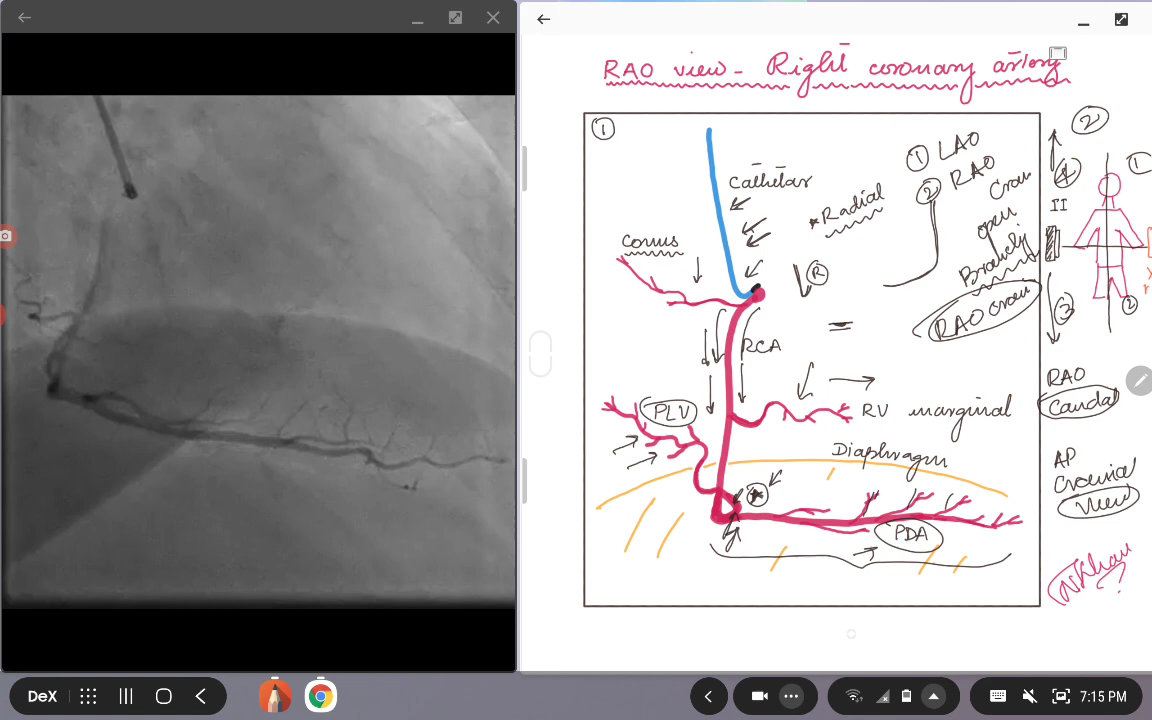 RAO view - Right coronary artery
①
Catheter
*Radial
① LAO
② RAO
Cran
open
Conus
R
RAO Cran
RCA
PLV
RV marginal
Diaphragm
*
PDA
②
①
④
II
③
②
RAO
Caudal
AP
Cranial
View
DeX
7:15 PM